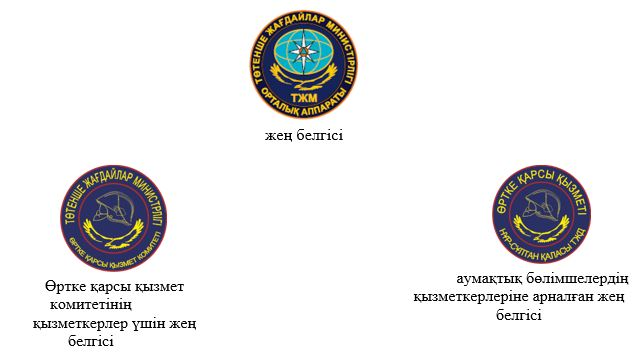 ТӨТЕНШЕ ЖАҒДАЙЛАР МИНИСТРЛІГІ
ТЖМ
ОРТАЛЫҚ АППАРАТЫ
жең белгісі
ТӨТЕНШЕ ЖАҒДАЙЛАР МИНИСТРЛІГІ
ӨРТКЕ ҚАРСЫ ҚЫЗМЕТ КОМИТЕТІ
Өртке қарсы қызмет
комитетінің
қызметкерлер үшін жең
белгісі
ӨРТКЕ ҚАРСЫ ҚЫЗМЕТІ
НҰР-СҰЛТАН ҚАЛАСЫ ТЖД
аумақтық бөлімшелердің
қызметкерлеріне арналған жең
белгісі